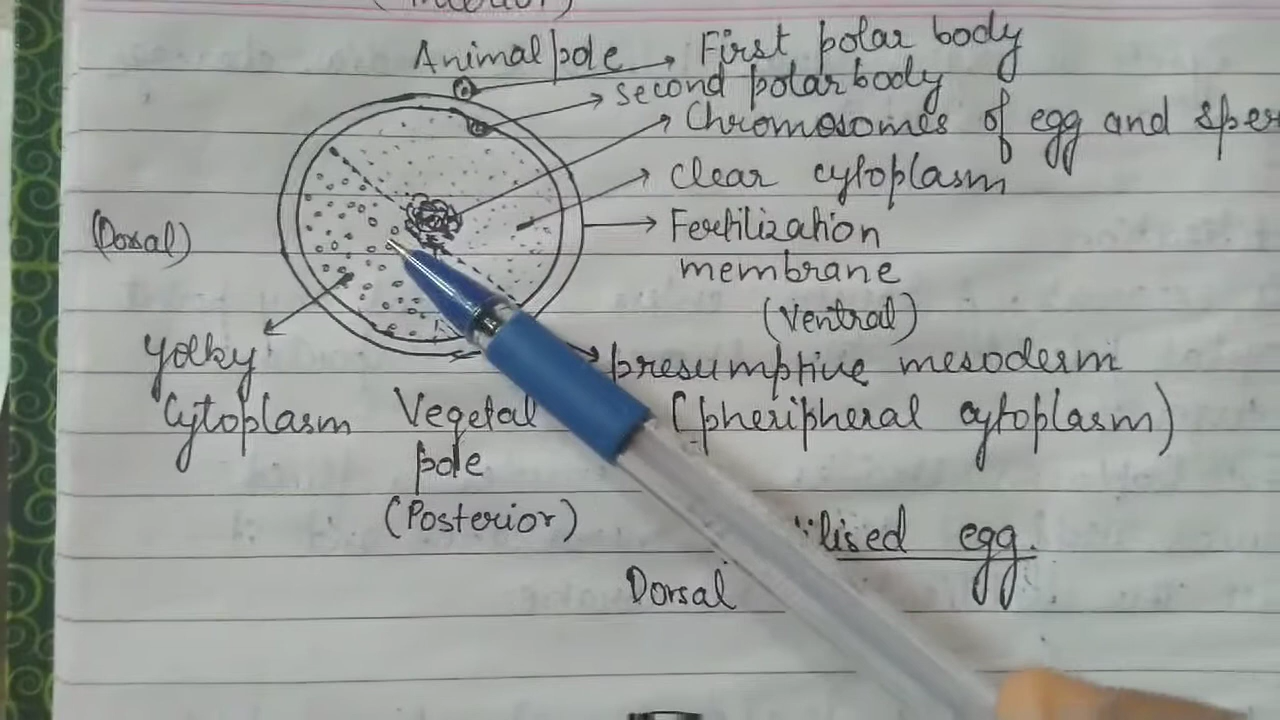 Animal pole → First polar body
second polar body
Chromosomes of egg and sper
clear cytoplasm
(Dorsal)
Fertilization
membrane
(Ventral)
Yolky
presumptive mesoderm
Cytoplasm
Vegetal
(pheripheral cytoplasm)
pole
(Posterior)
lised egg.
Dorsal